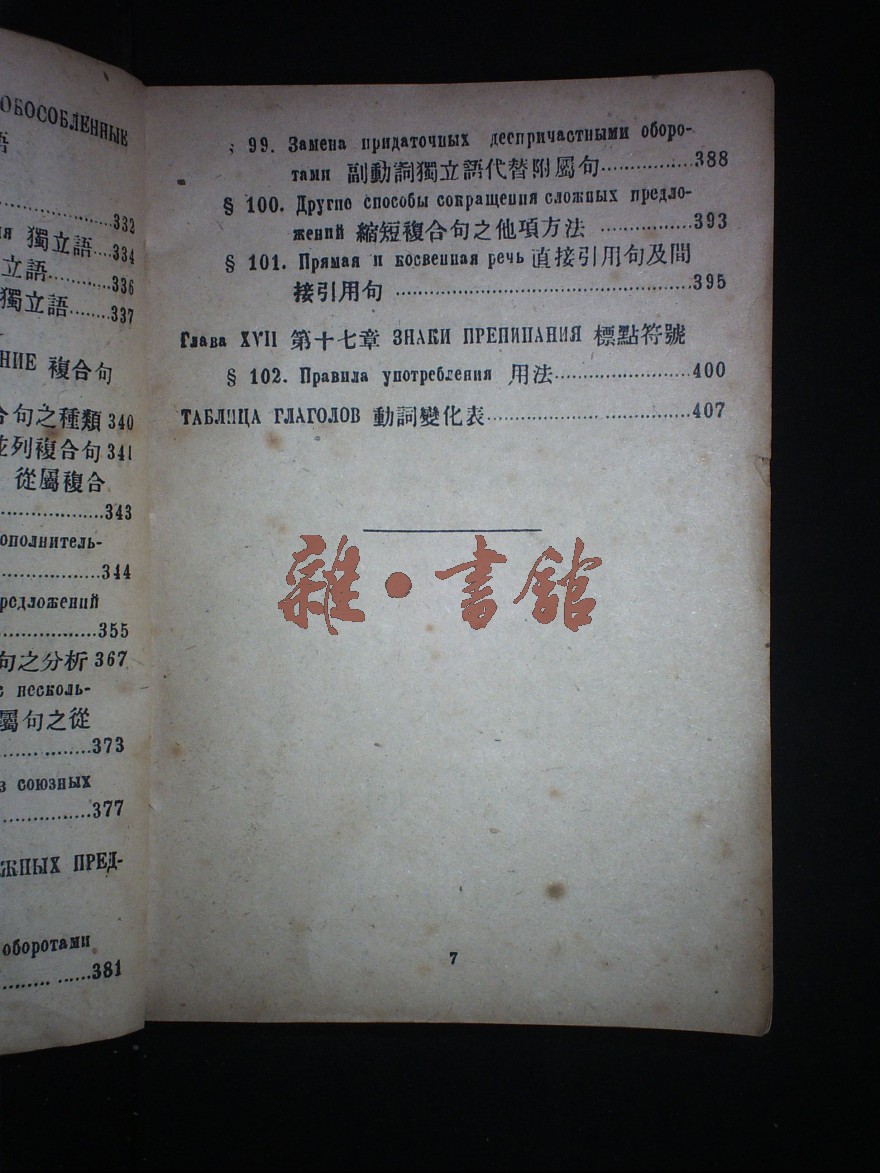 ОБОСОБЛЕННЫЕ
語
......332
獨立語....334
立語............336
獨立語.......337
НИЕ 複合句
句之種類 340
並列複合句 341
從屬複合
....................343
ополнитель-
....................344
редложений
....................355
句之分析 367
несколь-
屬句之從
...............373
з союзных
.................377
ЖНЫХ ПРЕД-
оборотами
...............381
§ 99. Замена придаточных деепричастными оборо-
тами 副動詞獨立語代替附屬句...............388
§ 100. Другие способы сокращения сложных предло-
жений 縮短複合句之他項方法 ...............393
§ 101. Прямая и косвенная речь 直接引用句及間
接引用句 ................................................395
Глава XVII 第十七章 ЗНАКИ ПРЕПИНАНИЯ 標點符號
§ 102. Правила употребления 用法......................400
ТАБЛИЦА ГЛАГОЛОВ 動詞變化表.................................407
雜·書館
7